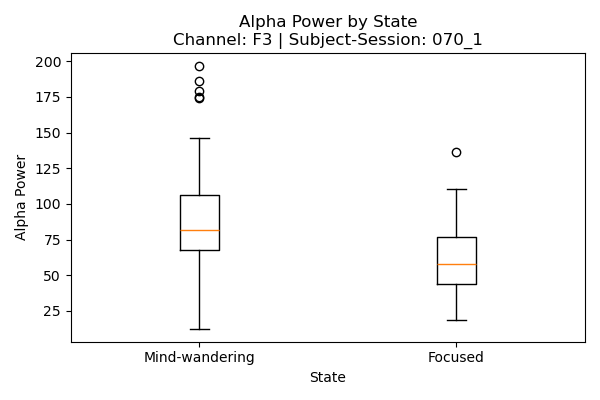 Alpha Power by State
Channel: F3 | Subject-Session: 070_1
Alpha Power
200
175
150
125
100
75
50
25
Mind-wandering Focused
State